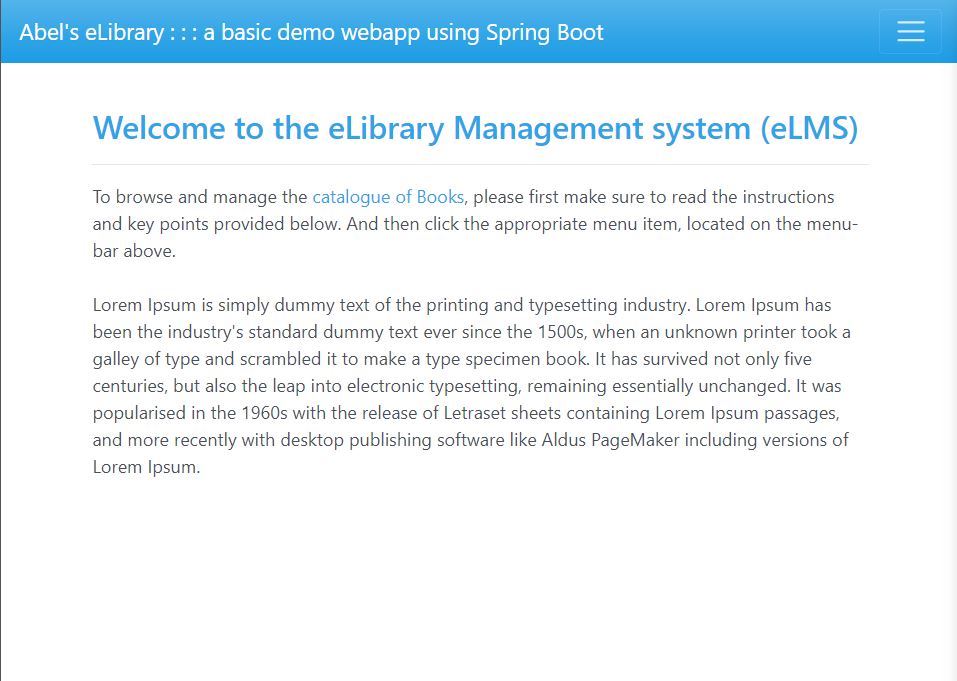 Abel's eLibrary : : : a basic demo webapp using Spring Boot
Welcome to the eLibrary Management system (eLMS)
To browse and manage the catalogue of Books, please first make sure to read the instructions
and key points provided below. And then click the appropriate menu item, located on the menu-
bar above.
Lorem Ipsum is simply dummy text of the printing and typesetting industry. Lorem Ipsum has
been the industry's standard dummy text ever since the 1500s, when an unknown printer took a
galley of type and scrambled it to make a type specimen book. It has survived not only five
centuries, but also the leap into electronic typesetting, remaining essentially unchanged. It was
popularised in the 1960s with the release of Letraset sheets containing Lorem Ipsum passages,
and more recently with desktop publishing software like Aldus PageMaker including versions of
Lorem Ipsum.